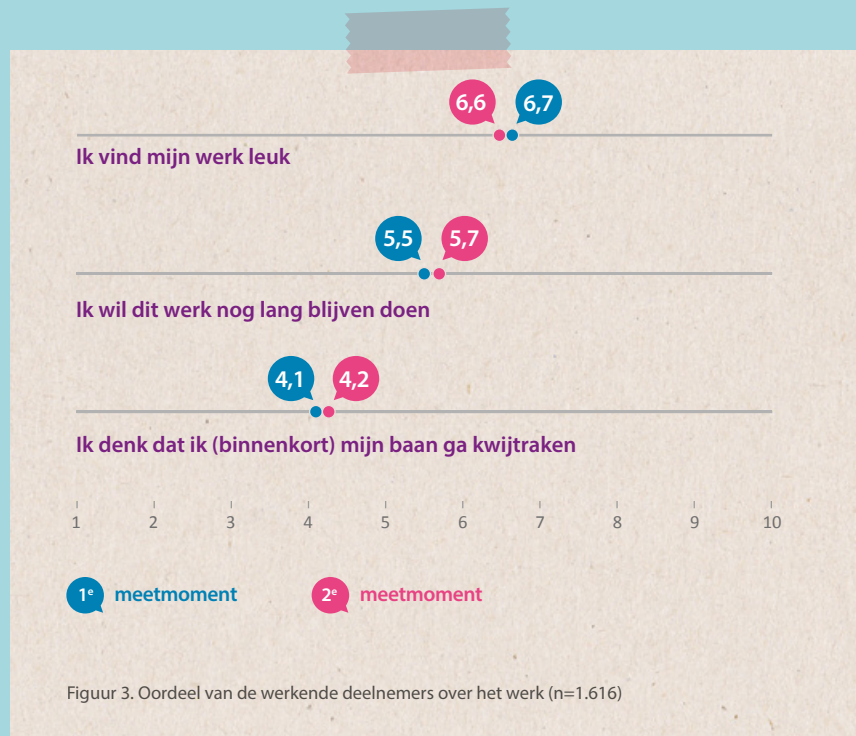 6,6 6,7
Ik vind mijn werk leuk
5,5 5,7
Ik wil dit werk nog lang blijven doen
4,1 4,2
Ik denk dat ik (binnenkort) mijn baan ga kwijtraken
1 2 3 4 5 6 7 8 9 10
1e meetmoment 2e meetmoment
Figuur 3. Oordeel van de werkende deelnemers over het werk (n=1.616)